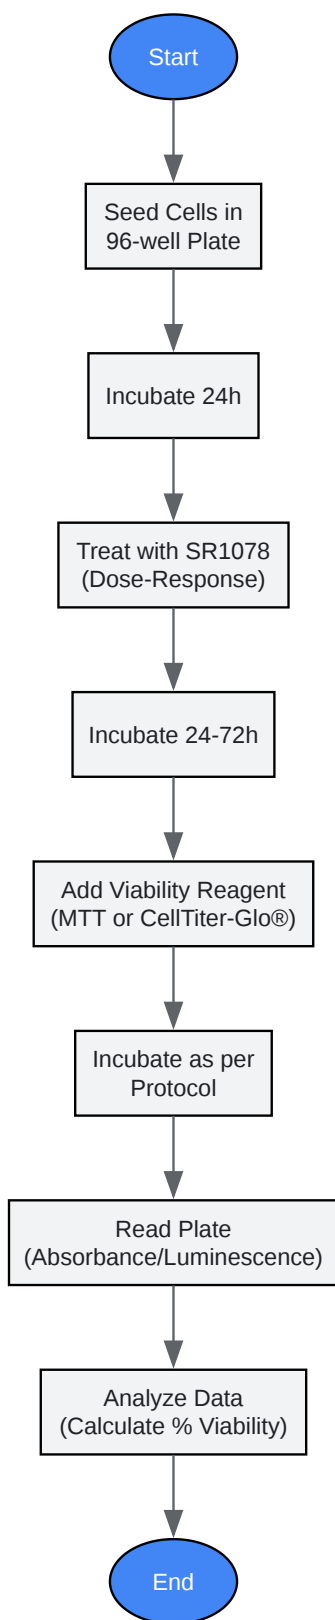 Start
Seed Cells in
96-well Plate
Incubate 24h
Treat with SR1078
(Dose-Response)
Incubate 24-72h
Add Viability Reagent
(MTT or CellTiter-Glo®)
Incubate as per
Protocol
Read Plate
(Absorbance/Luminescence)
Analyze Data
(Calculate % Viability)
End